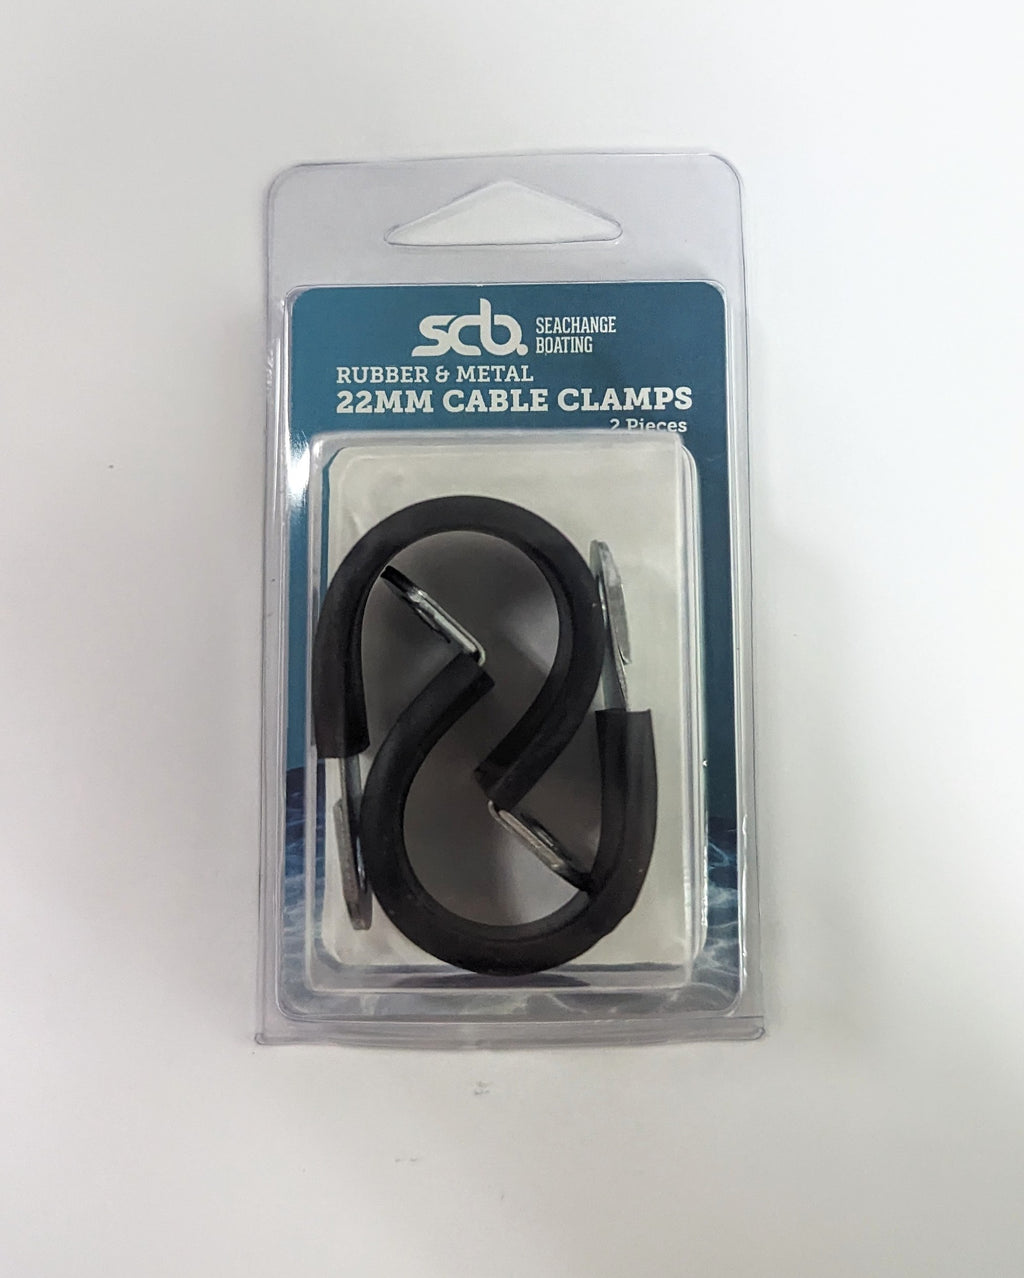 scb. SEACHANGE
BOATING
RUBBER & METAL
22MM CABLE CLAMPS
2 Pieces